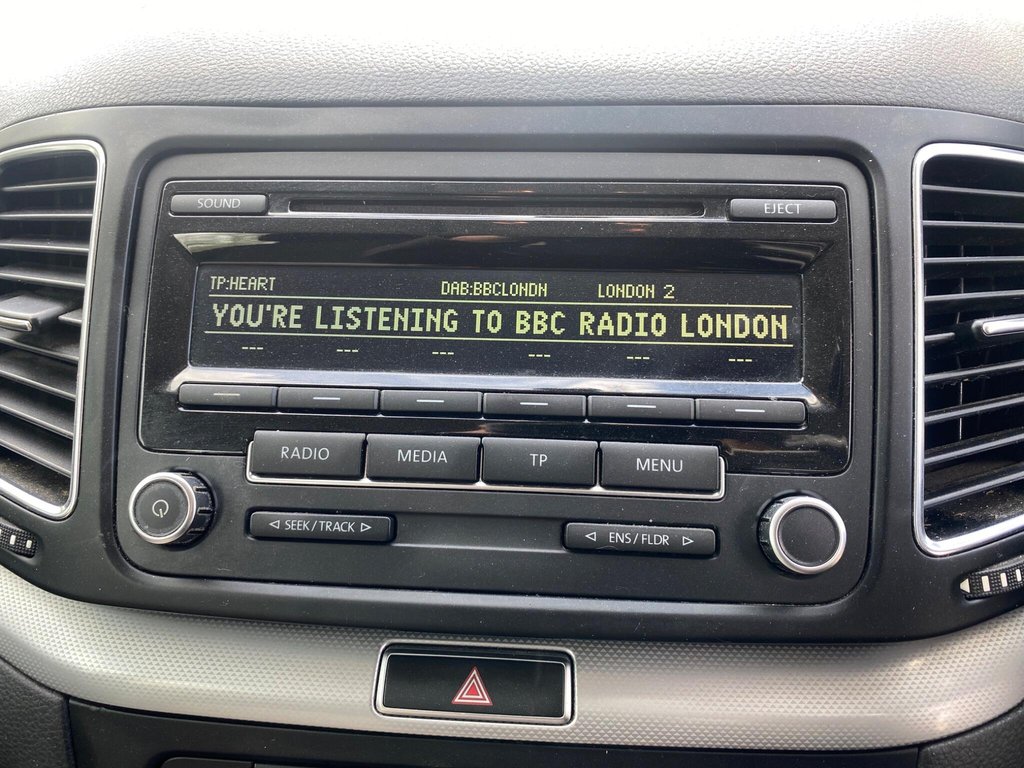 SOUND EJECT
TP:HEART DAB:BBCLONDN LONDON 2
YOU'RE LISTENING TO BBC RADIO LONDON
--- --- --- --- --- ---
RADIO MEDIA TP MENU
SEEK / TRACK ENS / FLDR